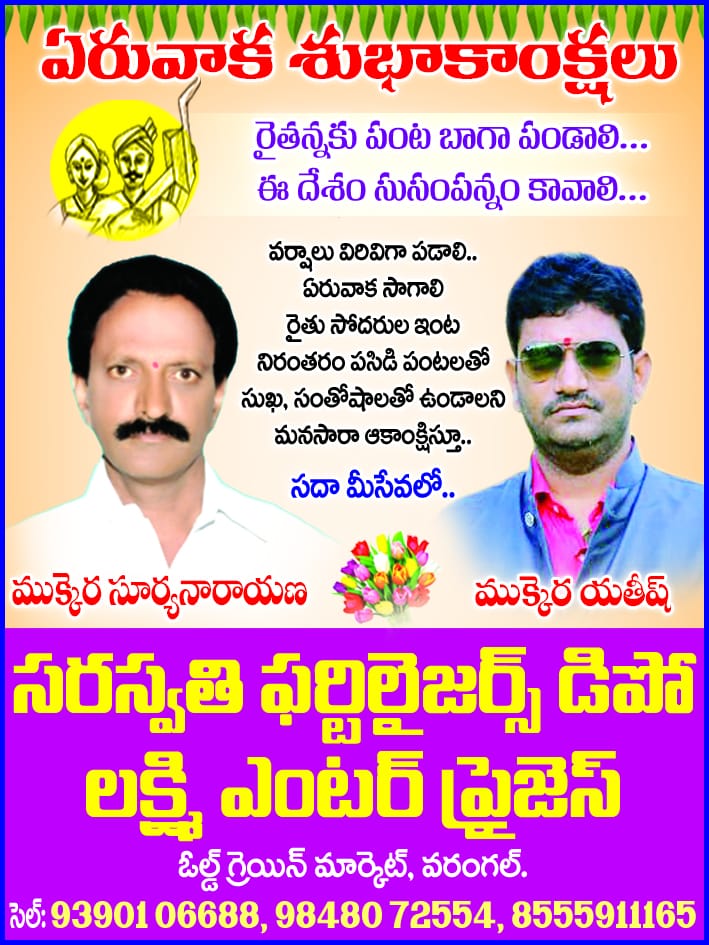 ఏరువాక శుభాకాంక్షలు
రైతన్నకు పంట బాగా పండాలి...
ఈ దేశం సుసంపన్నం కావాలి...
వర్షాలు విరివిగా పడాలి..
ఏరువాక సాగాలి
రైతు సోదరుల ఇంట
నిరంతరం పసిడి పంటలతో
సుఖ, సంతోషాలతో ఉండాలని
మనసారా ఆకాంక్షిస్తూ..
సదా మీసేవలో..
ముక్కెర సూర్యనారాయణ
ముక్కెర యతీష్
సరస్వతి ఫర్టిలైజర్స్ డిపో
లక్ష్మి ఎంటర్ ప్రైజెస్
ఓల్డ్ గ్రెయిన్ మార్కెట్, వరంగల్.
సెల్: 93901 06688, 98480 72554, 8555911165